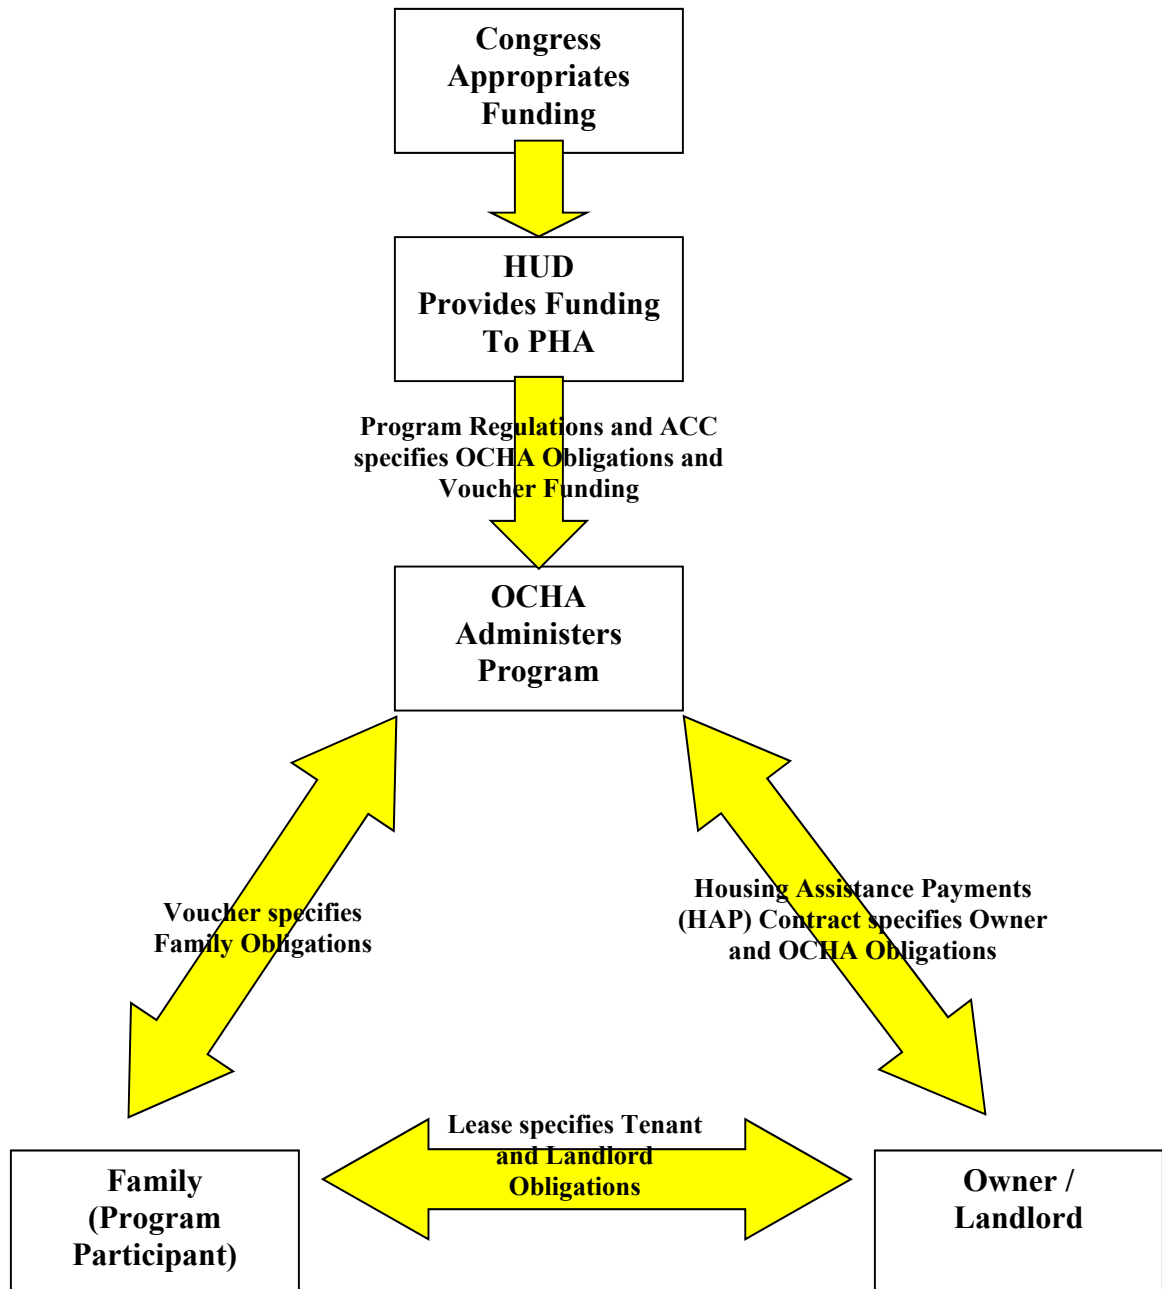 Congress
Appropriates
Funding
HUD
Provides Funding
To PHA
Program Regulations and ACC
specifies OCHA Obligations and
Voucher Funding
OCHA
Administers
Program
Voucher specifies
Family Obligations
Housing Assistance Payments
(HAP) Contract specifies Owner
and OCHA Obligations
Lease specifies Tenant
and Landlord
Obligations
Family
(Program
Participant)
Owner /
Landlord